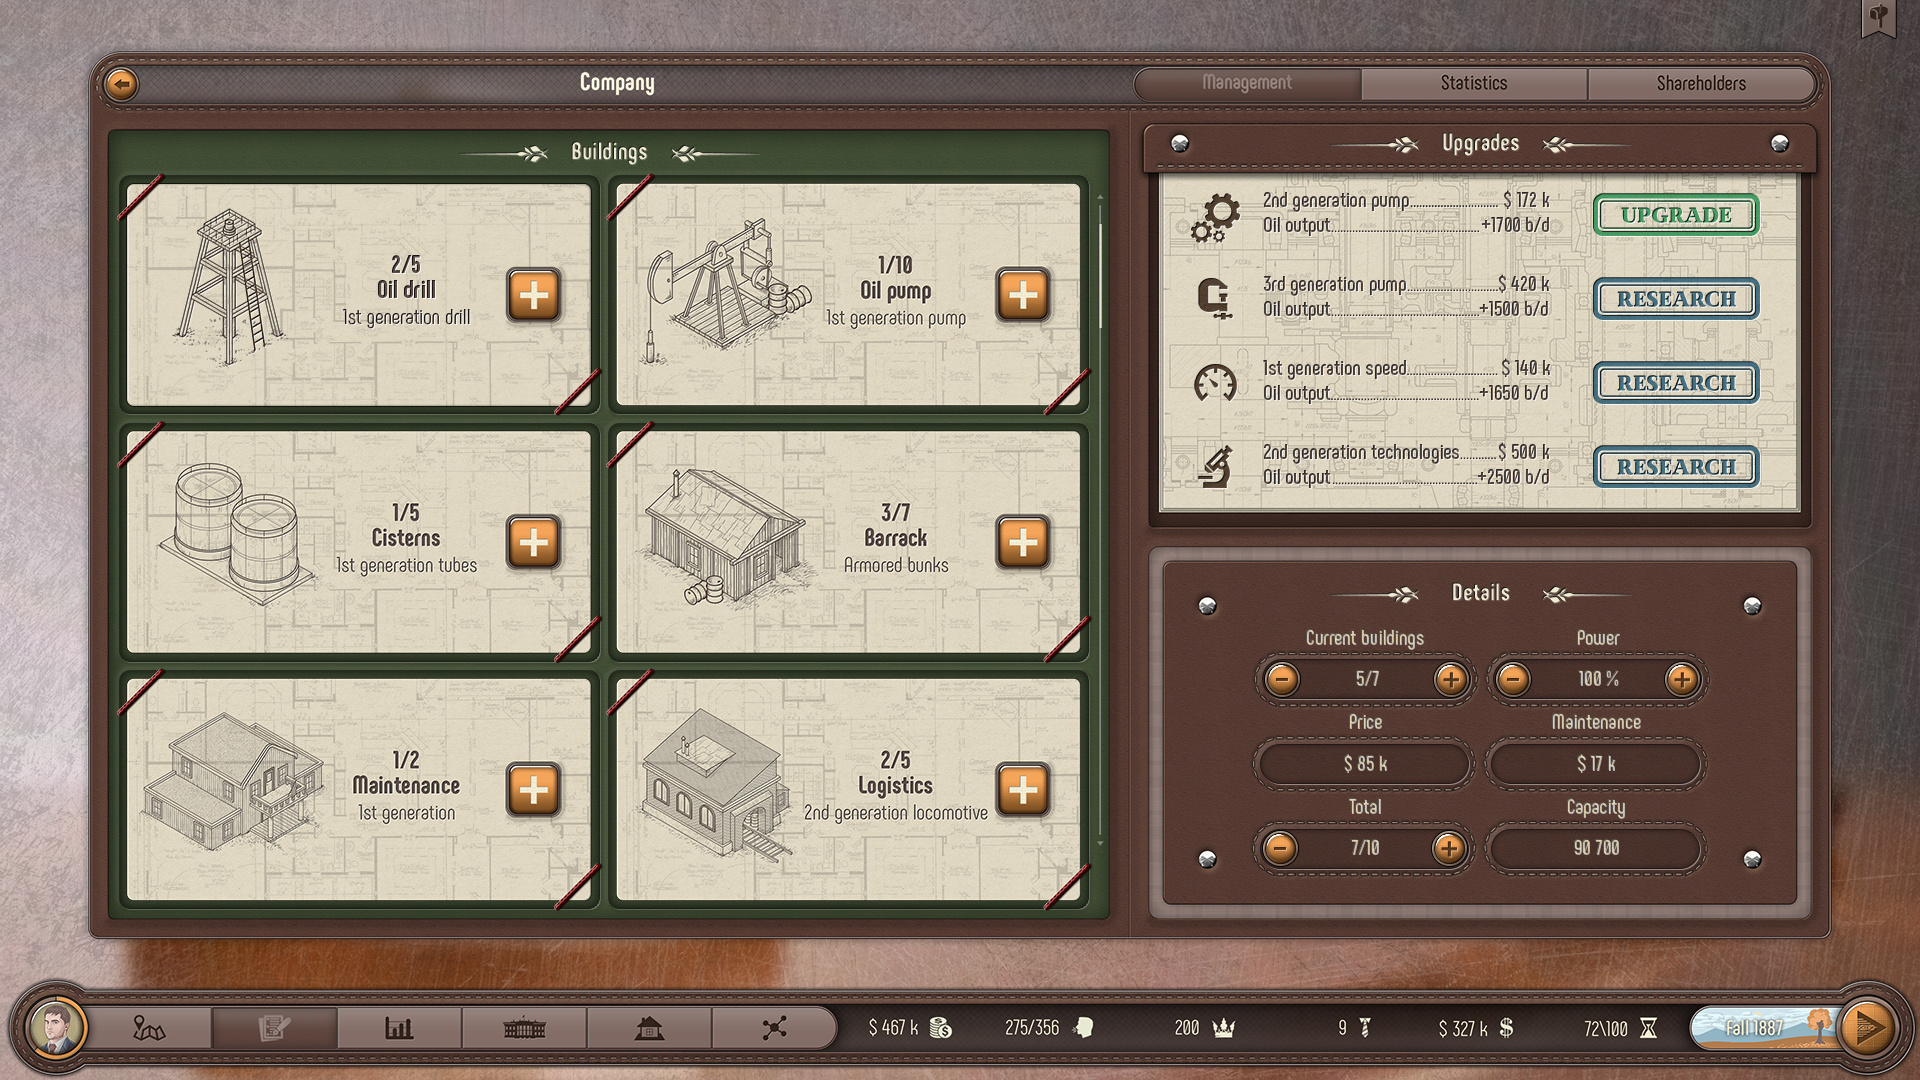 Company
Management
Statistics
Shareholders
Buildings
2/5
Oil drill
1st generation drill
1/10
Oil pump
1st generation pump
1/5
Cisterns
1st generation tubes
3/7
Barrack
Armored bunks
1/2
Maintenance
1st generation
2/5
Logistics
2nd generation locomotive
Upgrades
2nd generation pump $ 172 k
Oil output +1700 b/d
UPGRADE
3rd generation pump $ 420 k
Oil output +1500 b/d
RESEARCH
1st generation speed $ 140 k
Oil output +1650 b/d
RESEARCH
2nd generation technologies $ 500 k
Oil output +2500 b/d
RESEARCH
Details
Current buildings
5/7
Power
100 %
Price
$ 85 k
Maintenance
$ 17 k
Total
7/10
Capacity
90 700
$ 467 k
275/356
200
9
$ 327 k
72\100
Fall 1887